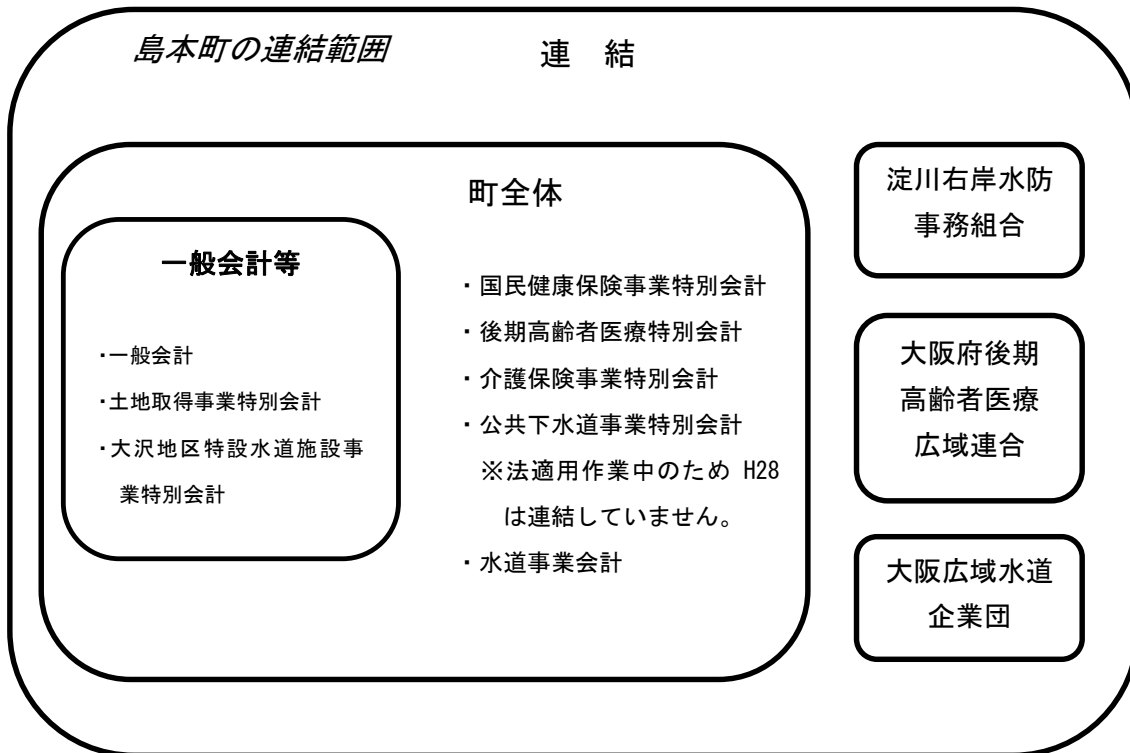 島本町の連結範囲
連 結
町全体
一般会計等
・一般会計
・土地取得事業特別会計
・大沢地区特設水道施設事
業特別会計
・国民健康保険事業特別会計
・後期高齢者医療特別会計
・介護保険事業特別会計
・公共下水道事業特別会計
※法適用作業中のため H28
は連結していません。
・水道事業会計
淀川右岸水防
事務組合
大阪府後期
高齢者医療
広域連合
大阪広域水道
企業団